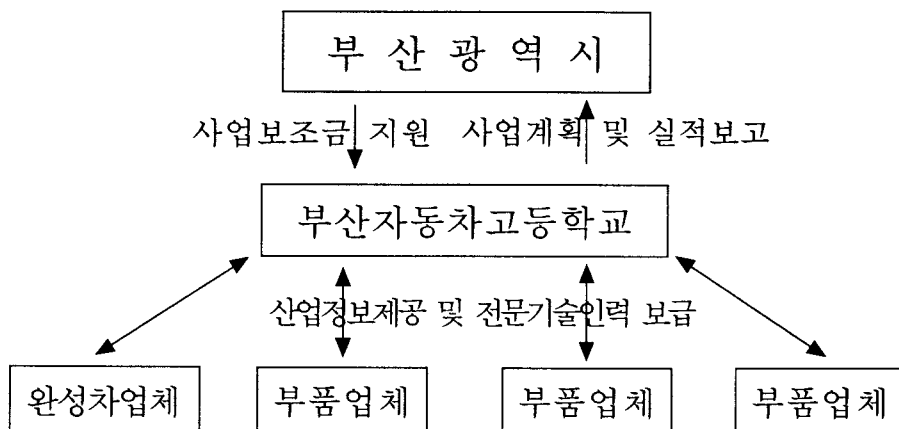 부 산 광 역 시
사업보조금 지원 사업계획 및 실적보고
부산자동차고등학교
산업정보제공 및 전문기술인력 보급
완성차업체 부품업체 부품업체 부품업체